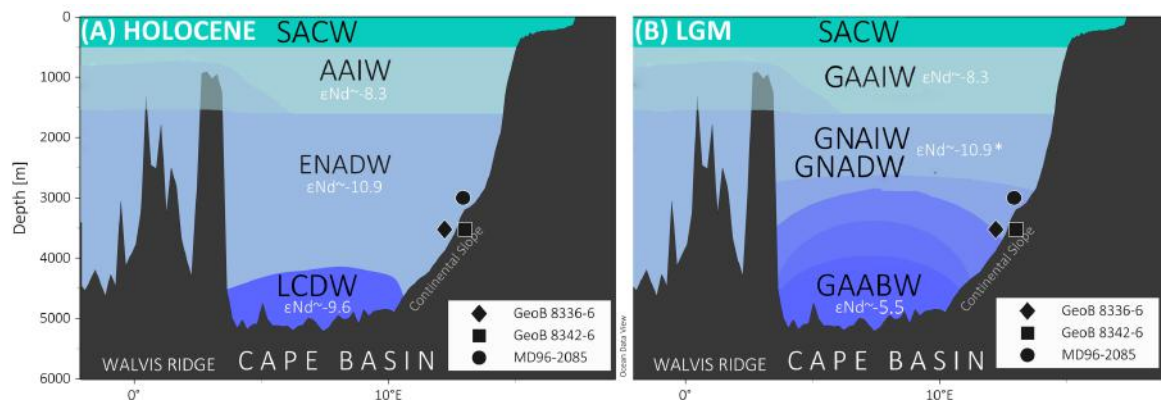 (A) HOLOCENE
SACW
AAIW
εNd~-8.3
ENADW
εNd~-10.9
LCDW
εNd~-9.6
Continental Slope
GeoB 8336-6
GeoB 8342-6
MD96-2085
WALVIS RIDGE CAPE BASIN
Depth [m]
0
1000
2000
3000
4000
5000
6000
0°
10°E
Ocean Data View
(B) LGM
SACW
GAAIW εNd~-8.3
GNAIW
GNADW εNd~-10.9*
GAABW
εNd~-5.5
Continental Slope
GeoB 8336-6
GeoB 8342-6
MD96-2085
WALVIS RIDGE CAPE BASIN
0°
10°E